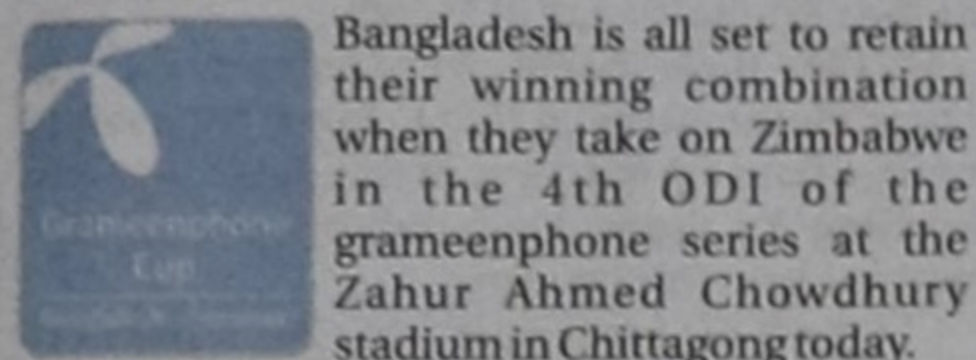 Grameenphone
Cup
Bangladesh is all set to retain
their winning combination
when they take on Zimbabwe
in the 4th ODI of the
grameenphone series at the
Zahur Ahmed Chowdhury
stadium in Chittagong today.